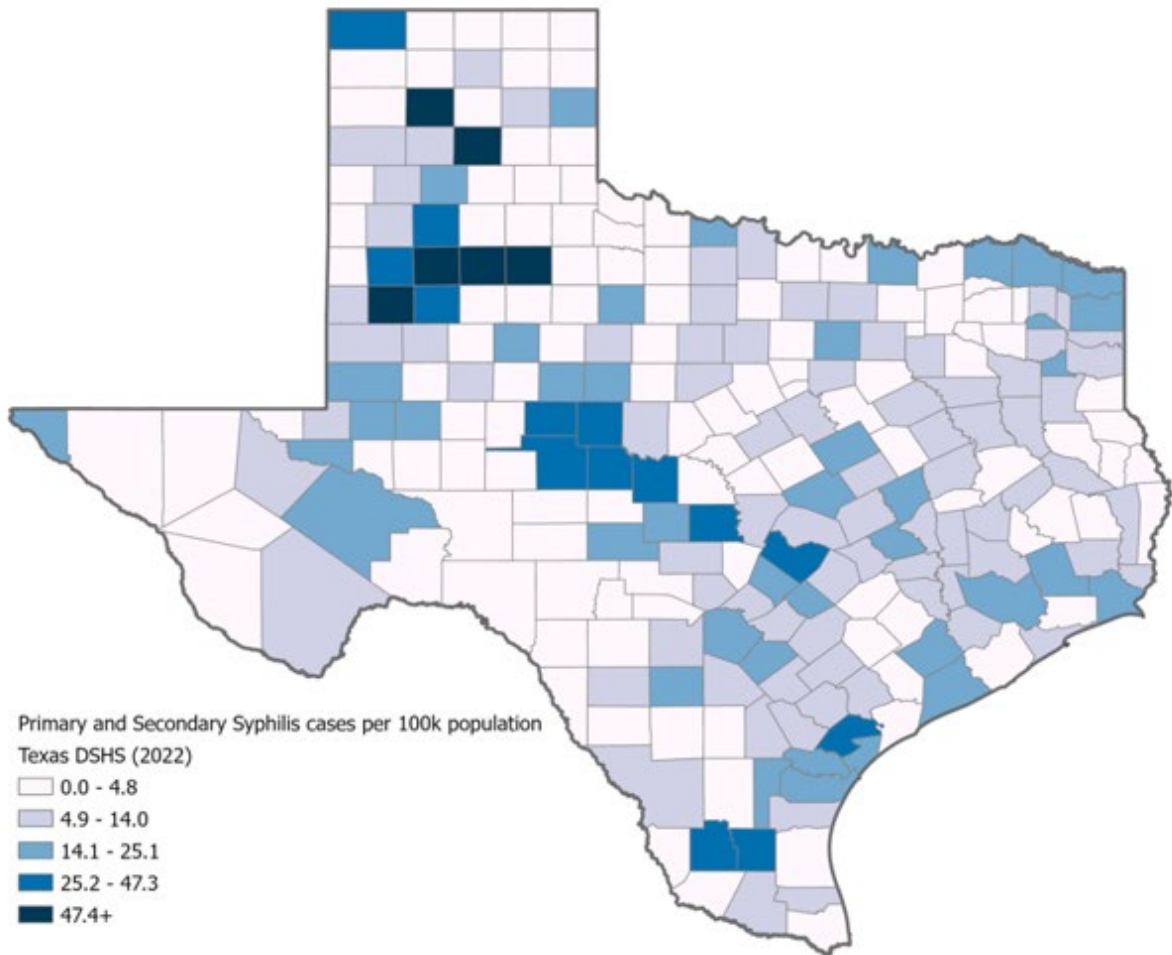 Primary and Secondary Syphilis cases per 100k population
Texas DSHS (2022)
0.0 - 4.8
4.9 - 14.0
14.1 - 25.1
25.2 - 47.3
47.4+